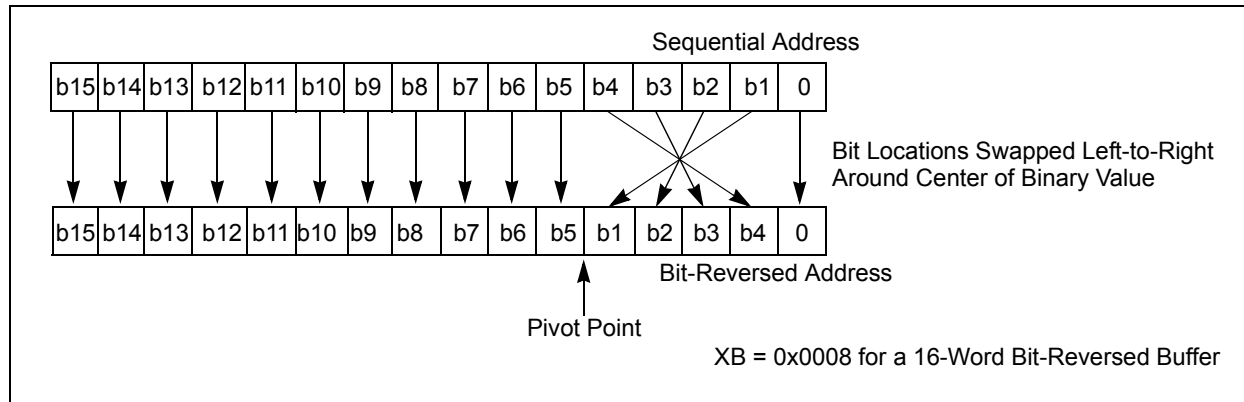 Sequential Address
b15 b14 b13 b12 b11 b10 b9 b8 b7 b6 b5 b4 b3 b2 b1 0
Bit Locations Swapped Left-to-Right
Around Center of Binary Value
b15 b14 b13 b12 b11 b10 b9 b8 b7 b6 b5 b1 b2 b3 b4 0
Bit-Reversed Address
Pivot Point
XB = 0x0008 for a 16-Word Bit-Reversed Buffer